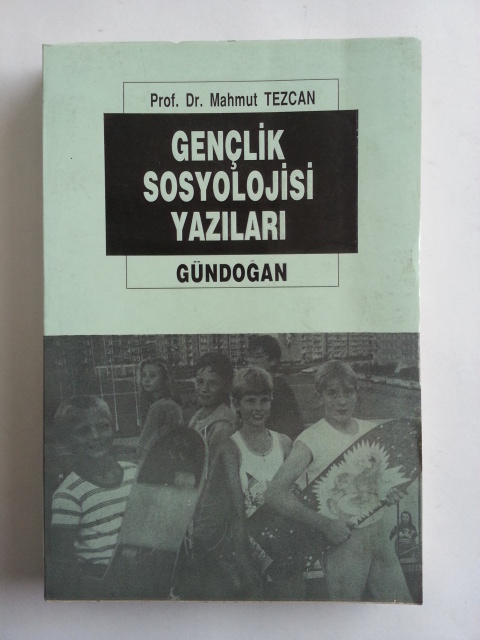 Prof. Dr. Mahmut TEZCAN
GENÇLİK
SOSYOLOJİSİ
YAZILARI
GÜNDOĞAN